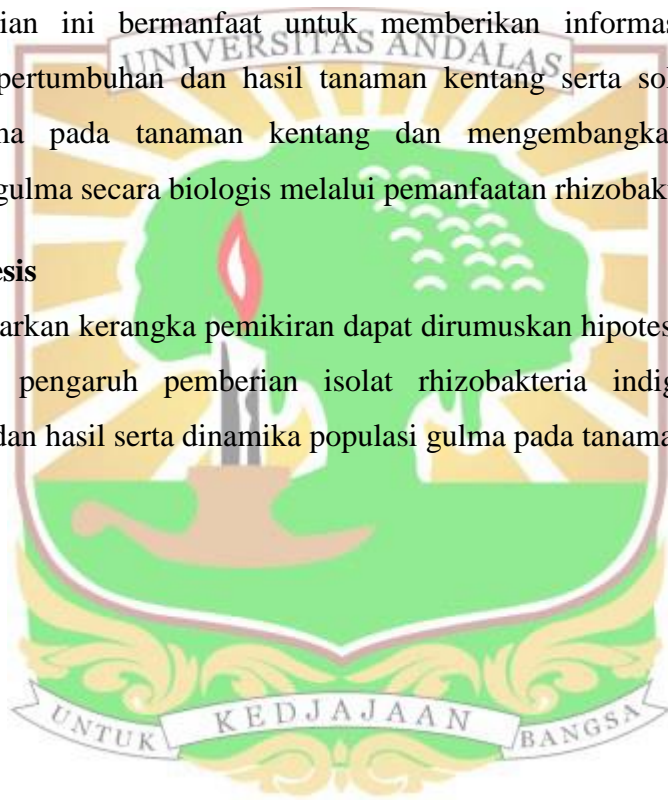 ian ini bermanfaat untuk memberikan informas
UNIVERSITAS ANDALAS
pertumbuhan dan hasil tanaman kentang serta sol
na pada tanaman kentang dan mengembangka
gulma secara biologis melalui pemanfaatan rhizobak
esis
arkan kerangka pemikiran dapat dirumuskan hipotes
pengaruh pemberian isolat rhizobakteria indig
dan hasil serta dinamika populasi gulma pada tanama
UNTUK KEDJAJAAN BANGSA